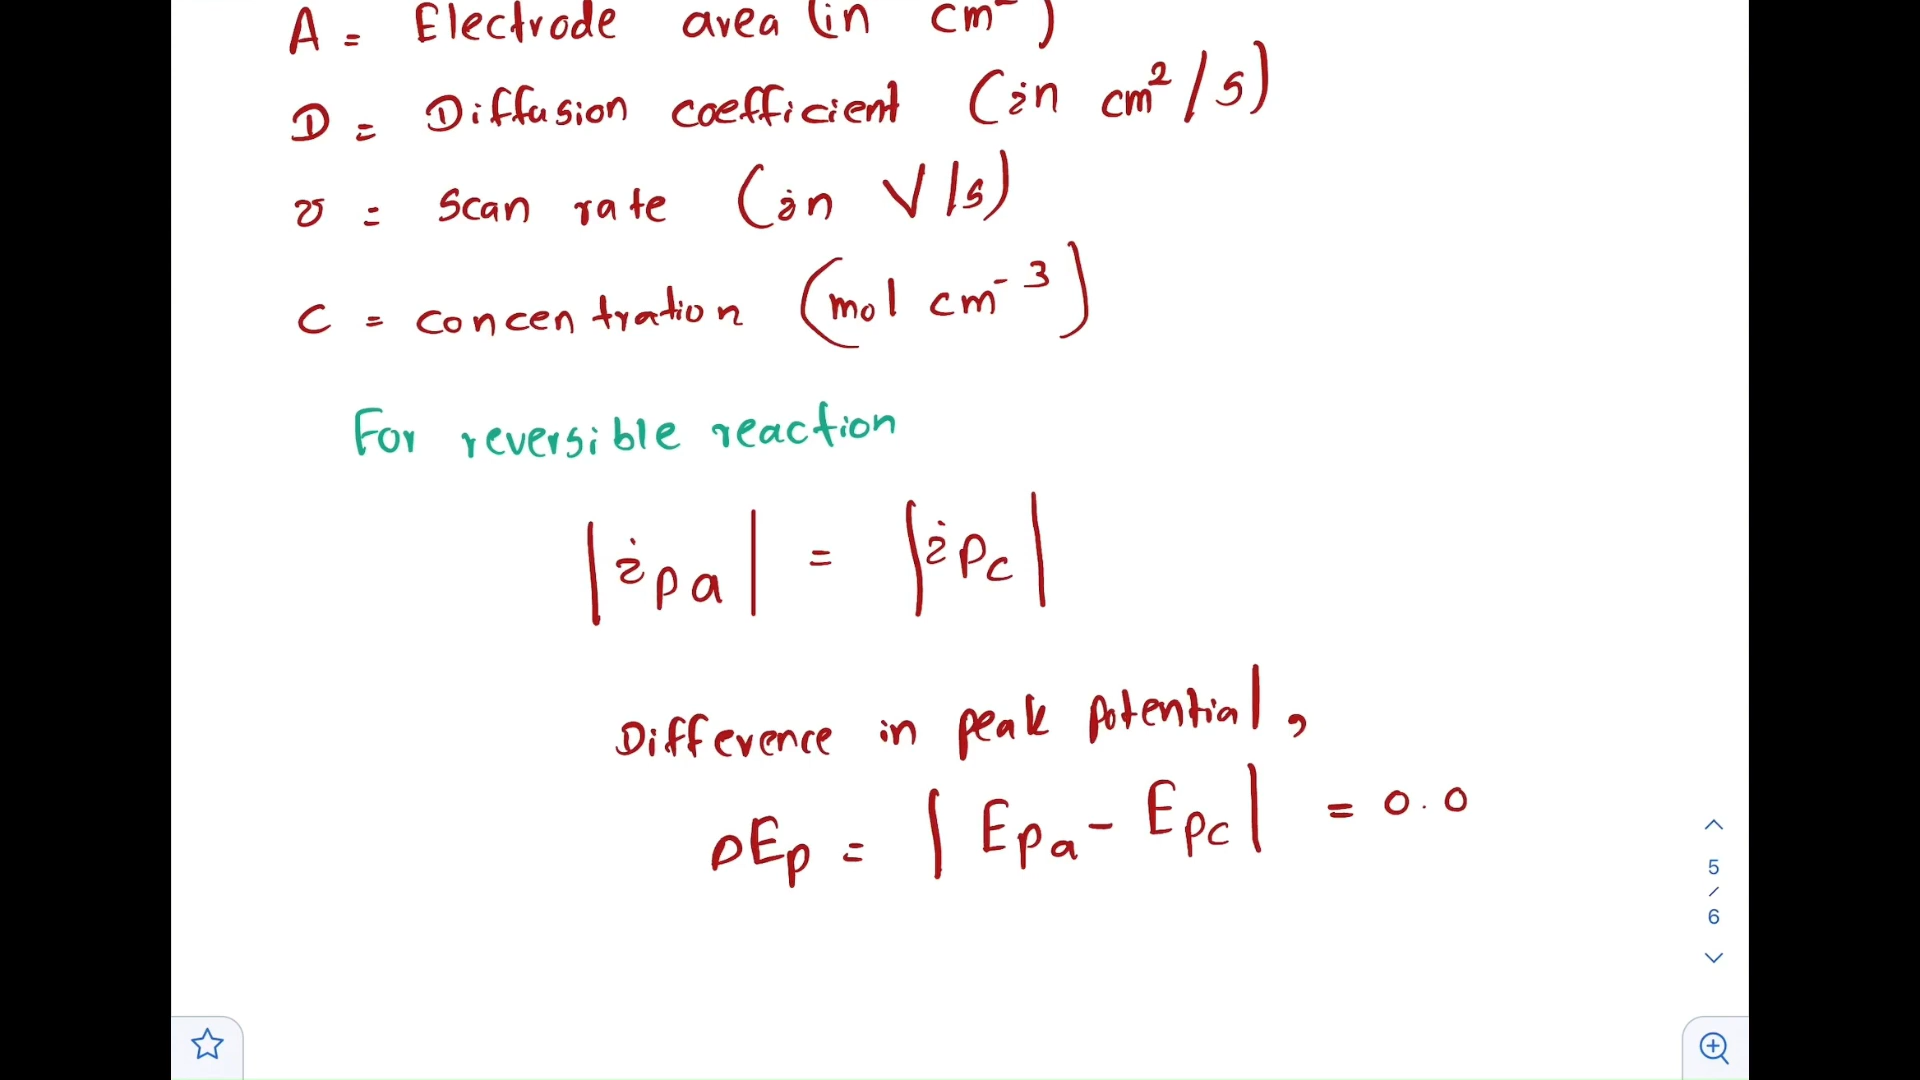 A = Electrode area (in cm²)
D = Diffusion coefficient (in cm²/s)
v = Scan rate (in V/s)
C = concentration (mol cm⁻³)
For reversible reaction
|ipa| = |ipc|
Difference in peak potential,
ΔEp = |Epa - Epc| = 0.0
5
/
6